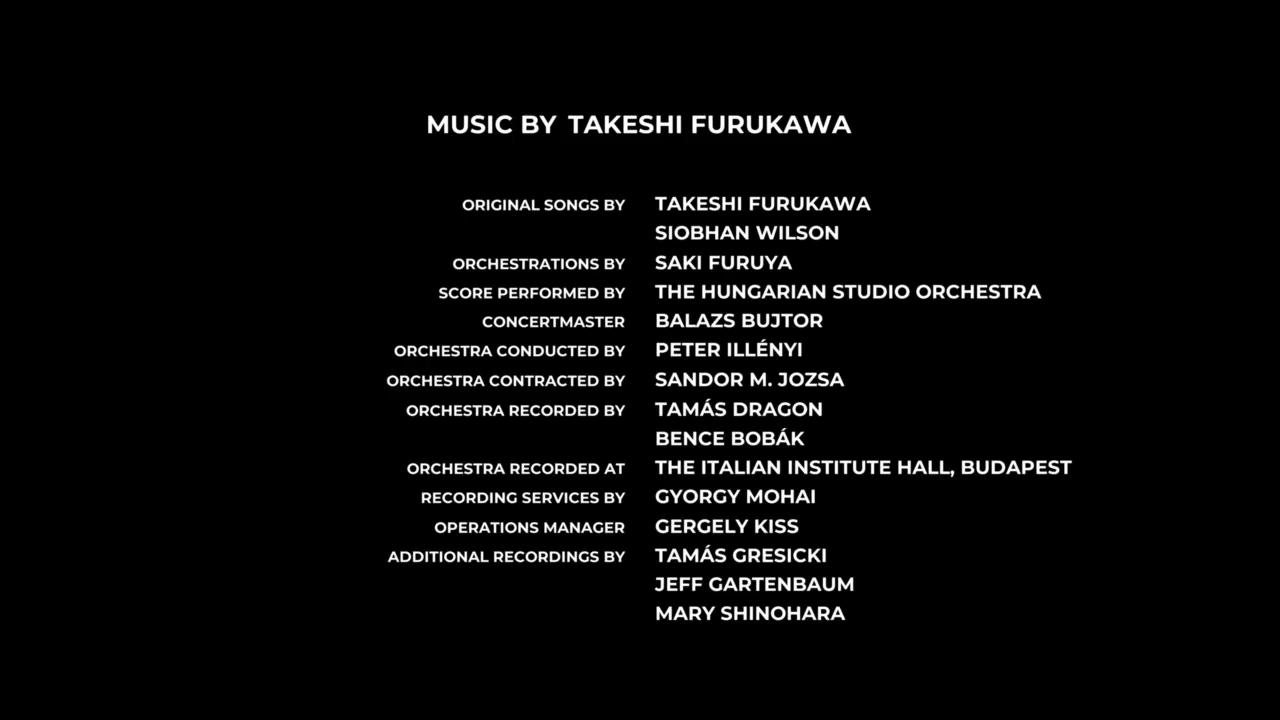 MUSIC BY TAKESHI FURUKAWA
ORIGINAL SONGS BY TAKESHI FURUKAWA
SIOBHAN WILSON
ORCHESTRATIONS BY SAKI FURUYA
SCORE PERFORMED BY THE HUNGARIAN STUDIO ORCHESTRA
CONCERTMASTER BALAZS BUJTOR
ORCHESTRA CONDUCTED BY PETER ILLÉNYI
ORCHESTRA CONTRACTED BY SANDOR M. JOZSA
ORCHESTRA RECORDED BY TAMÁS DRAGON
BENCE BOBÁK
ORCHESTRA RECORDED AT THE ITALIAN INSTITUTE HALL, BUDAPEST
RECORDING SERVICES BY GYORGY MOHAI
OPERATIONS MANAGER GERGELY KISS
ADDITIONAL RECORDINGS BY TAMÁS GRESICKI
JEFF GARTENBAUM
MARY SHINOHARA